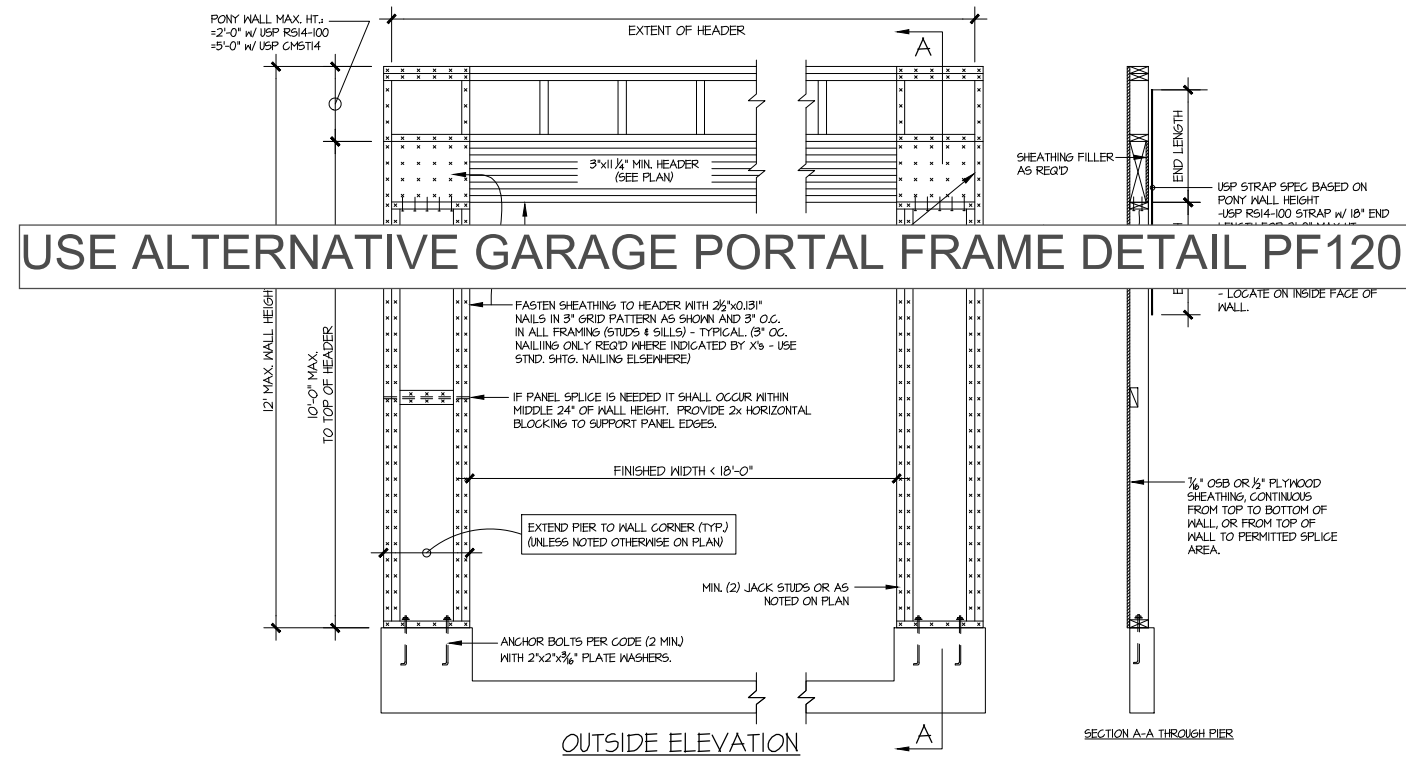 PONY WALL MAX. HT.:
=2'-0" W/ USP RS14-100
=5'-0" W/ USP CMST14
EXTENT OF HEADER
A
3"x11 1/4" MIN. HEADER
(SEE PLAN)
SHEATHING FILLER
AS REQ'D
END LENGTH
USP STRAP SPEC BASED ON
PONY WALL HEIGHT
-USP RS14-100 STRAP W/ 18" END
USE ALTERNATIVE GARAGE PORTAL FRAME DETAIL PF120
- LOCATE ON INSIDE FACE OF
WALL.
12' MAX. WALL HEIGH
10'-0" MAX.
TO TOP OF HEADER
FASTEN SHEATHING TO HEADER WITH 2½"x0.131"
NAILS IN 3" GRID PATTERN AS SHOWN AND 3" O.C.
IN ALL FRAMING (STUDS & SILLS) - TYPICAL. (3" OC.
NAILIING ONLY REQ'D WHERE INDICATED BY X's - USE
STND. SHTG. NAILING ELSEWHERE)
IF PANEL SPLICE IS NEEDED IT SHALL OCCUR WITHIN
MIDDLE 24" OF WALL HEIGHT. PROVIDE 2x HORIZONTAL
BLOCKING TO SUPPORT PANEL EDGES.
FINISHED WIDTH < 18'-0"
7/16" OSB OR ½" PLYWOOD
SHEATHING, CONTINUOUS
FROM TOP TO BOTTOM OF
WALL, OR FROM TOP OF
WALL TO PERMITTED SPLICE
AREA.
EXTEND PIER TO WALL CORNER (TYP.)
(UNLESS NOTED OTHERWISE ON PLAN)
MIN. (2) JACK STUDS OR AS
NOTED ON PLAN
ANCHOR BOLTS PER CODE (2 MIN.)
WITH 2"x2"x3/16" PLATE WASHERS.
A
OUTSIDE ELEVATION
SECTION A-A THROUGH PIER